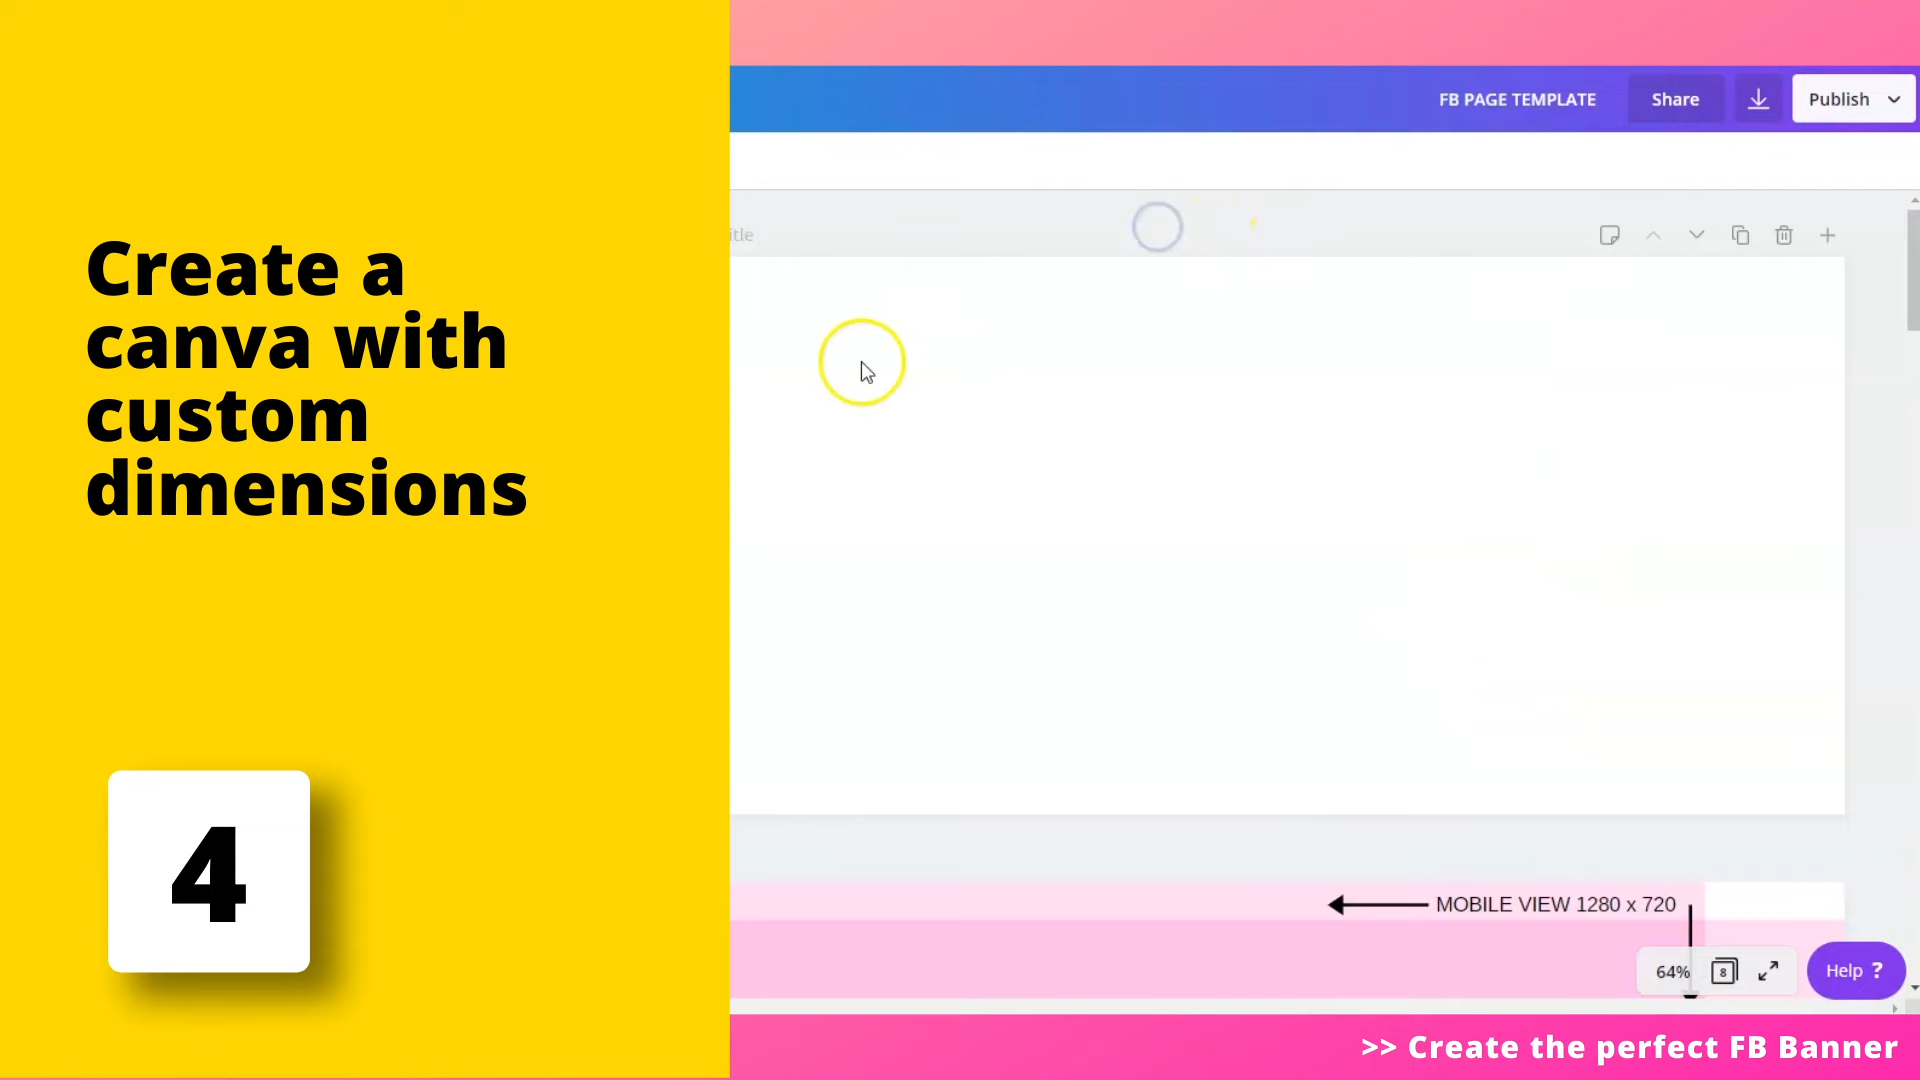 Create a
canva with
custom
dimensions
4
FB PAGE TEMPLATE
Share
Publish
itle
MOBILE VIEW 1280 x 720
64%
8
Help ?
>> Create the perfect FB Banner